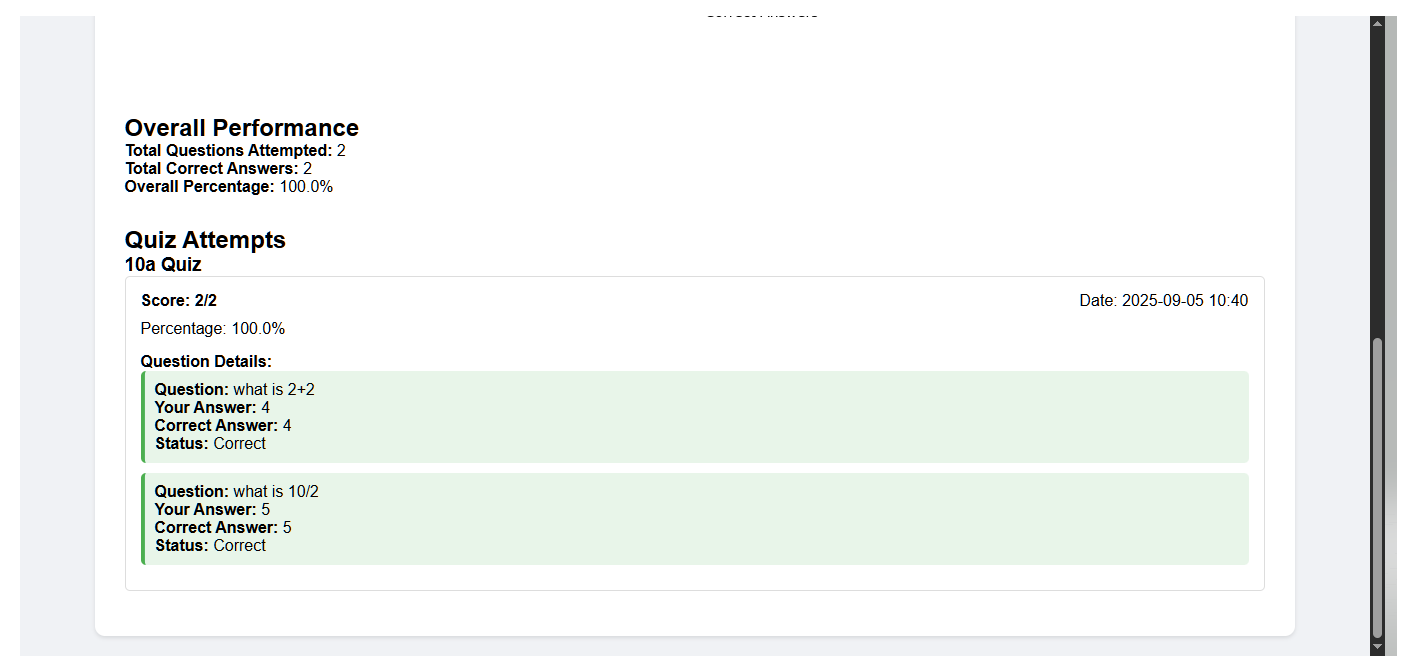 Correct Answers
Overall Performance
Total Questions Attempted: 2
Total Correct Answers: 2
Overall Percentage: 100.0%
Quiz Attempts
10a Quiz
Score: 2/2
Date: 2025-09-05 10:40
Percentage: 100.0%
Question Details:
Question: what is 2+2
Your Answer: 4
Correct Answer: 4
Status: Correct
Question: what is 10/2
Your Answer: 5
Correct Answer: 5
Status: Correct